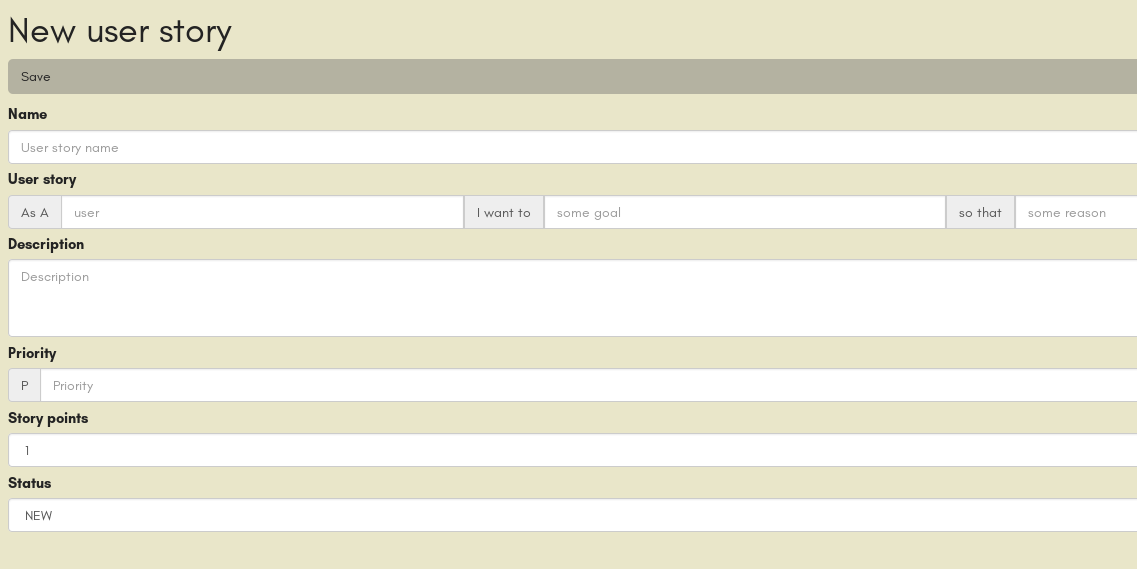 New user story
Save
Name
User story name
User story
As A user I want to some goal so that some reason
Description
Description
Priority
P Priority
Story points
1
Status
NEW